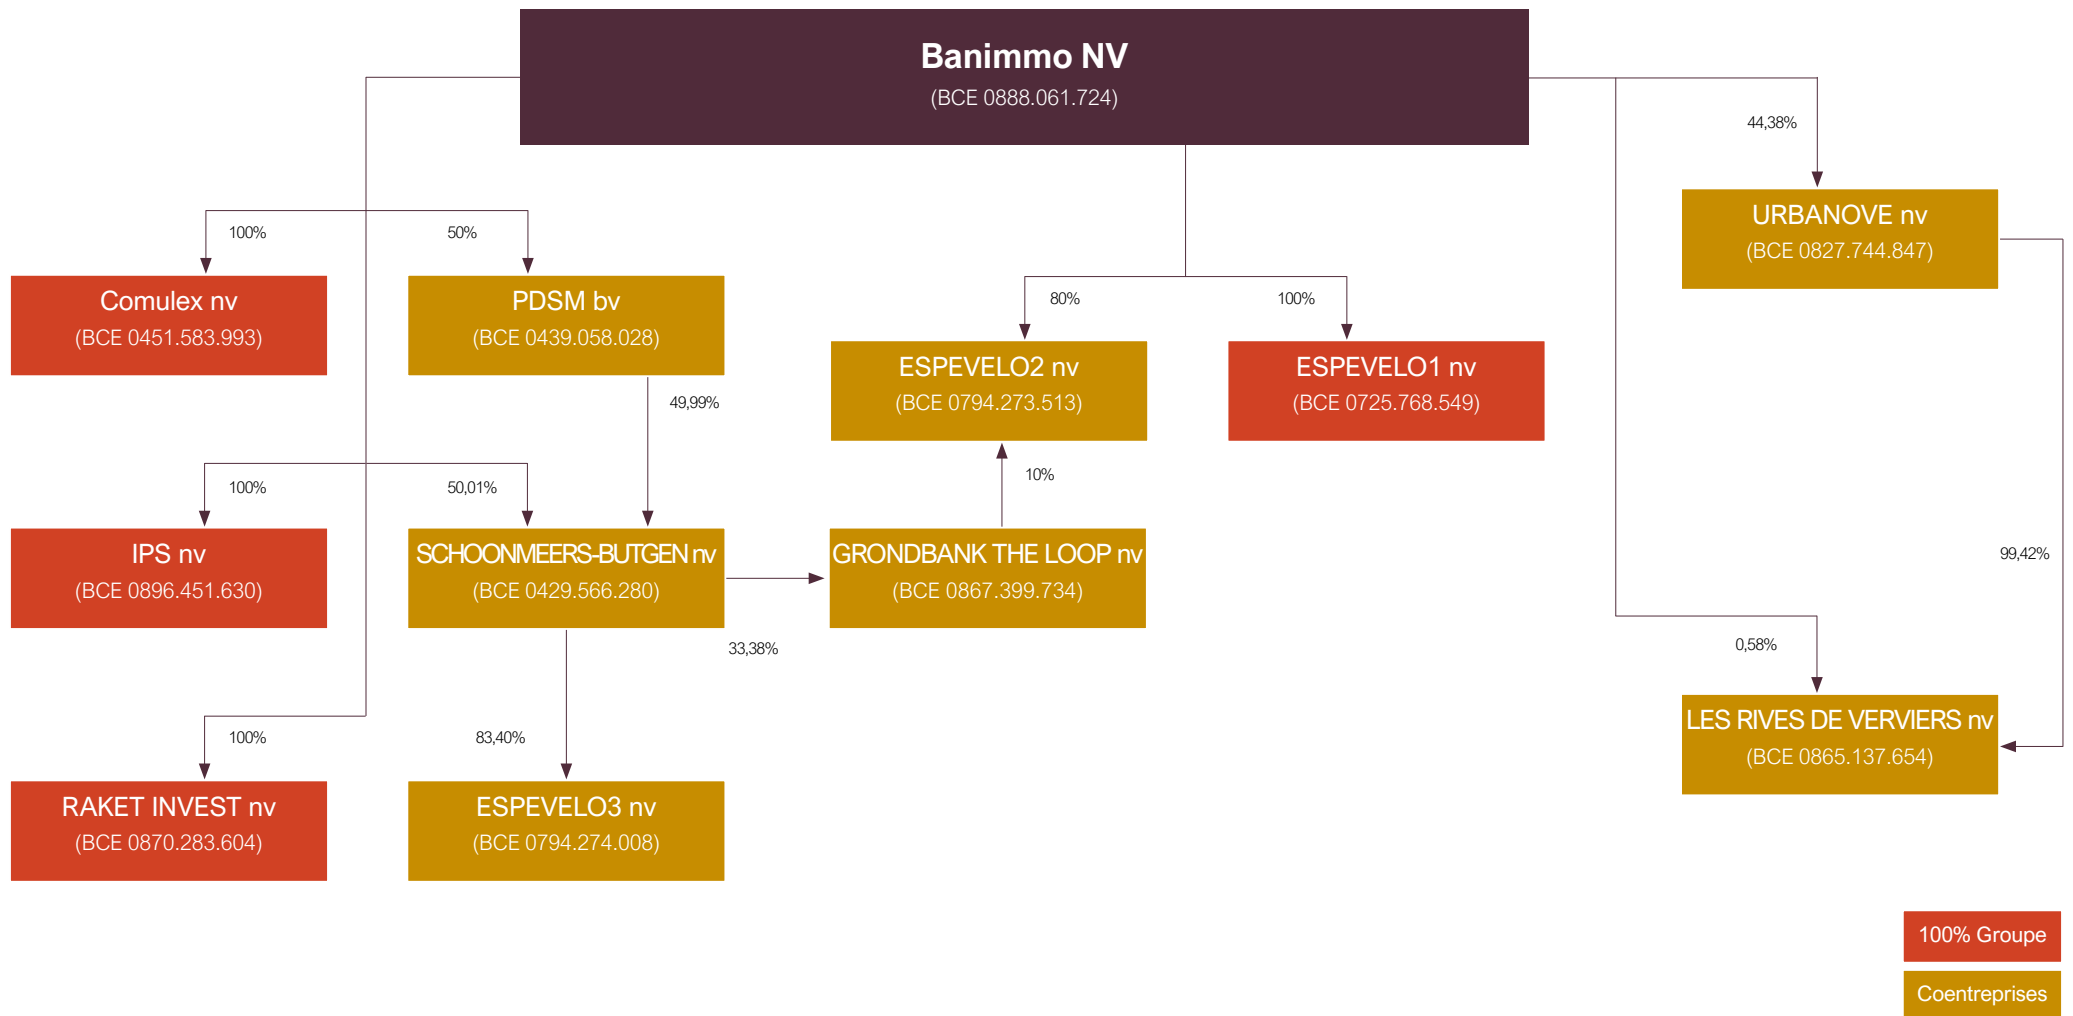 Banimmo NV
(BCE 0888.061.724)
44,38%
URBANOVE nv
(BCE 0827.744.847)
100%
50%
Comulex nv
(BCE 0451.583.993)
PDSM bv
(BCE 0439.058.028)
80%
100%
ESPEVELO2 nv
(BCE 0794.273.513)
ESPEVELO1 nv
(BCE 0725.768.549)
49,99%
10%
100%
50,01%
IPS nv
(BCE 0896.451.630)
SCHOONMEERS-BUTGEN nv
(BCE 0429.566.280)
GRONDBANK THE LOOP nv
(BCE 0867.399.734)
99,42%
33,38%
0,58%
LES RIVES DE VERVIERS nv
(BCE 0865.137.654)
100%
83,40%
RAKET INVEST nv
(BCE 0870.283.604)
ESPEVELO3 nv
(BCE 0794.274.008)
100% Groupe
Coentreprises